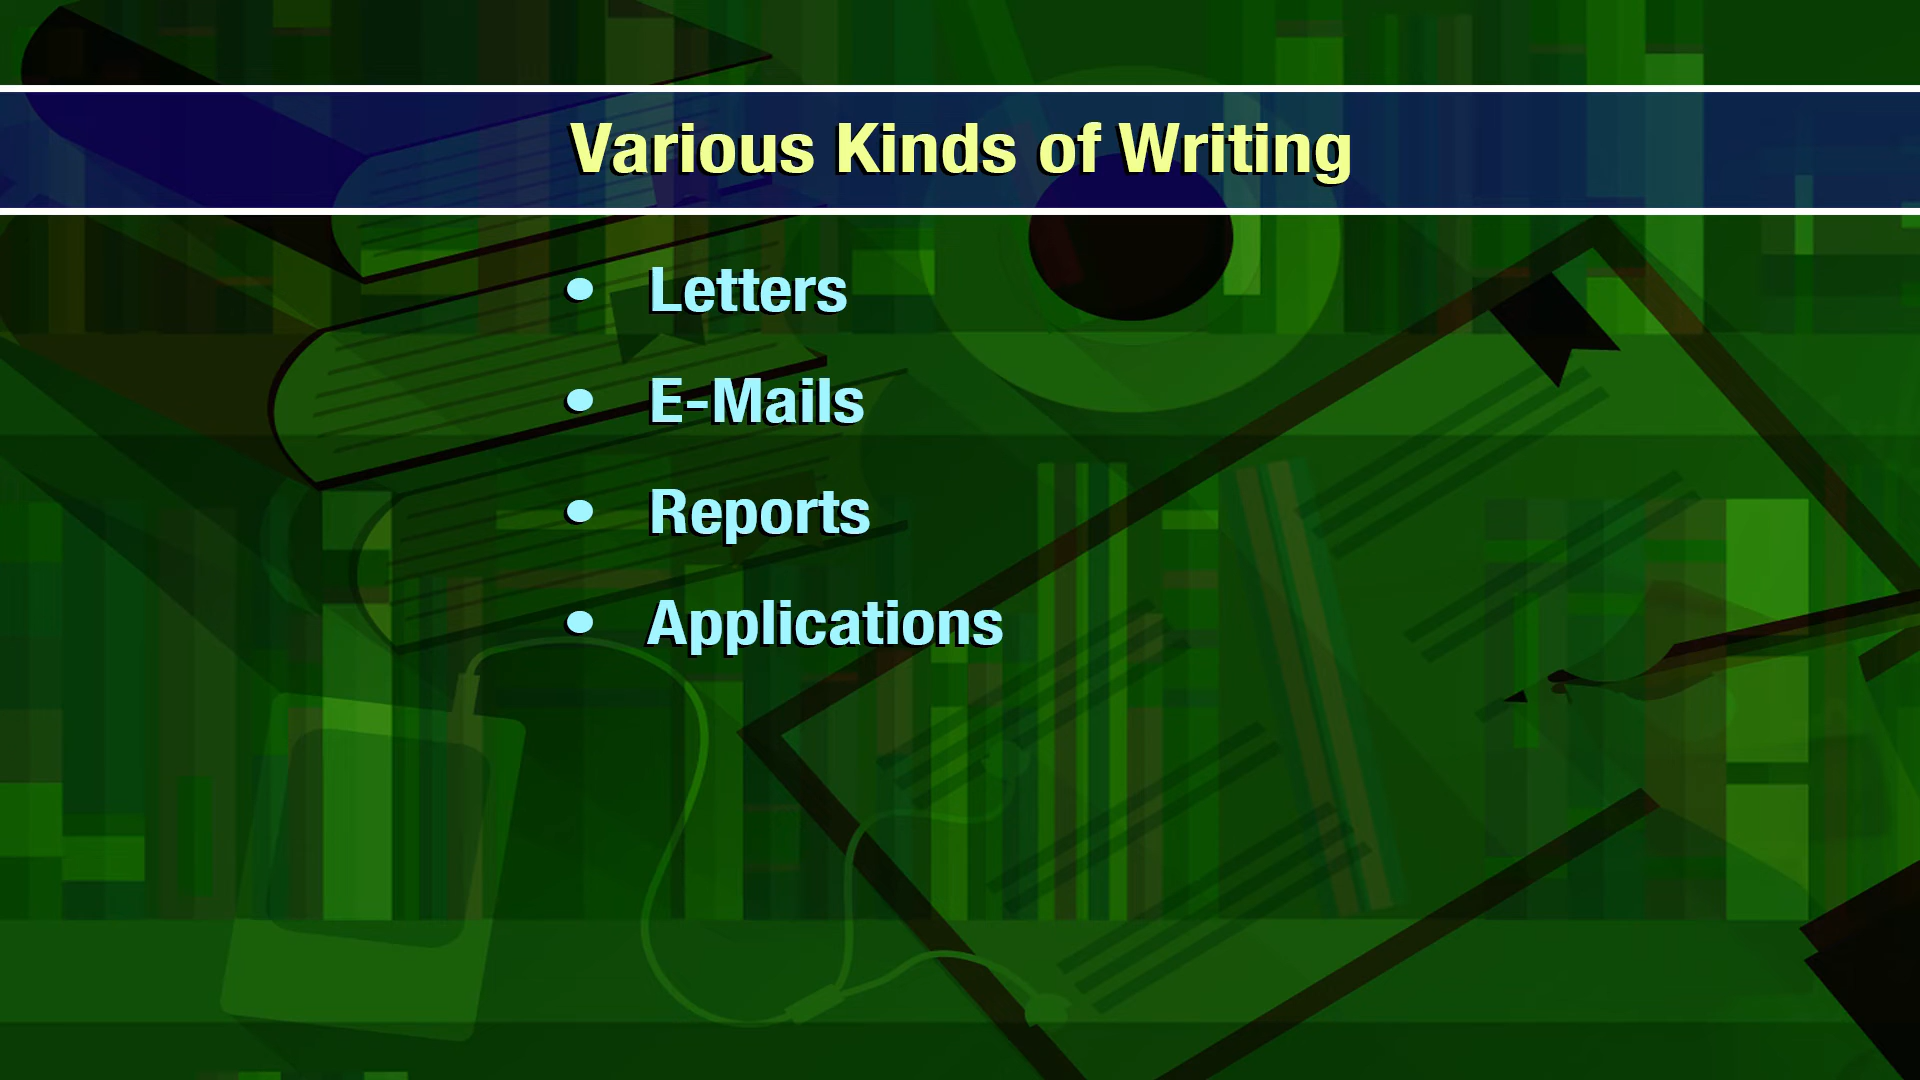 Various Kinds of Writing
• Letters
• E-Mails
• Reports
• Applications